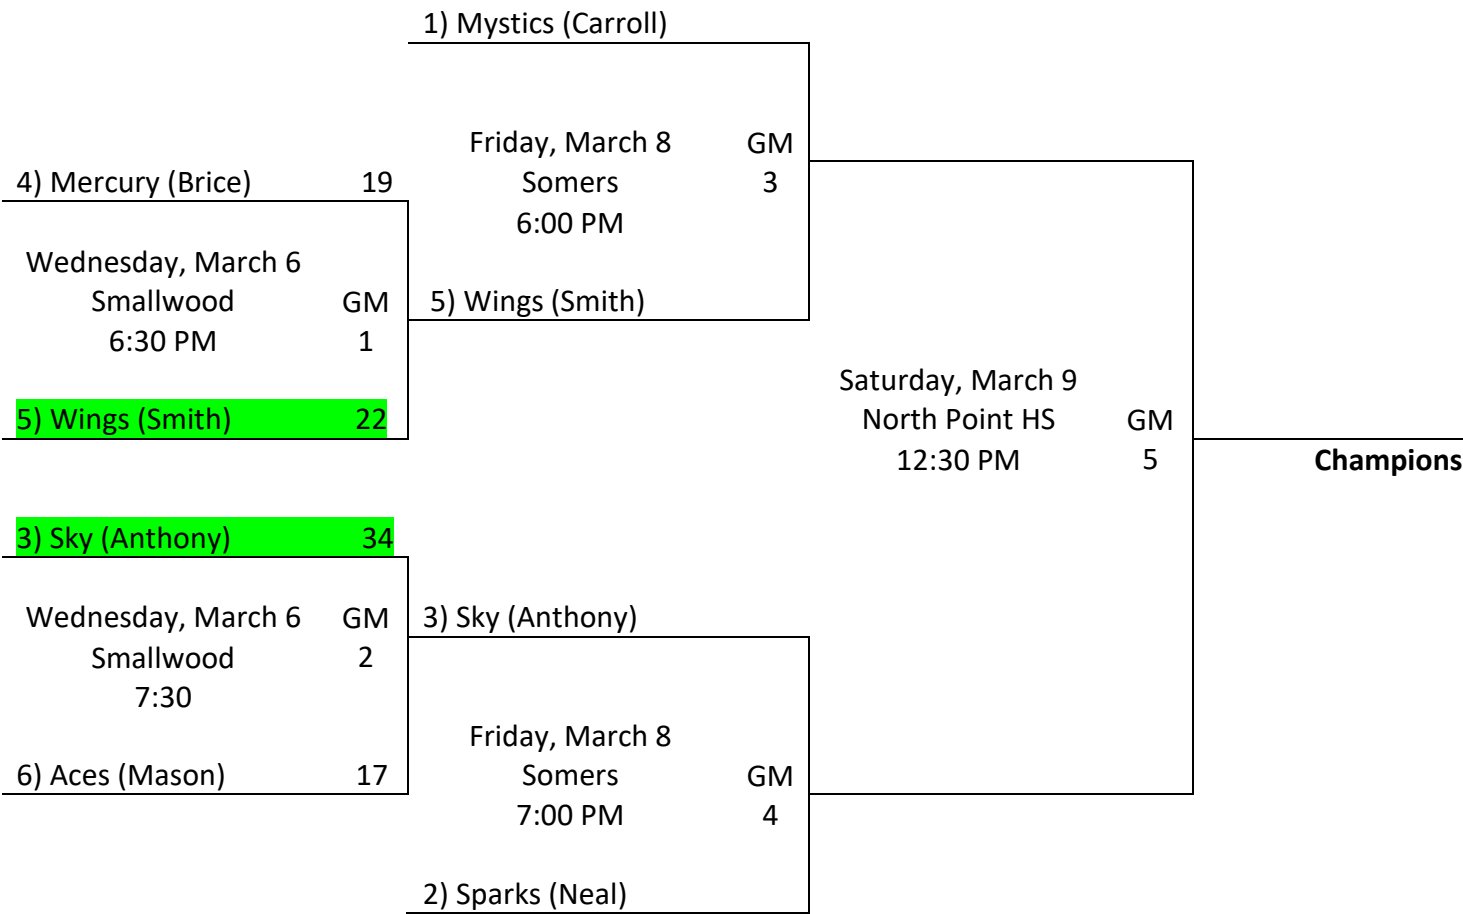 1) Mystics (Carroll)
Friday, March 8
Somers
6:00 PM
GM
3
4) Mercury (Brice) 19
Wednesday, March 6
Smallwood
6:30 PM
GM
1
5) Wings (Smith)
5) Wings (Smith) 22
Saturday, March 9
North Point HS
12:30 PM
GM
5
Champions
3) Sky (Anthony) 34
Wednesday, March 6
Smallwood
7:30
GM
2
3) Sky (Anthony)
6) Aces (Mason) 17
Friday, March 8
Somers
7:00 PM
GM
4
2) Sparks (Neal)